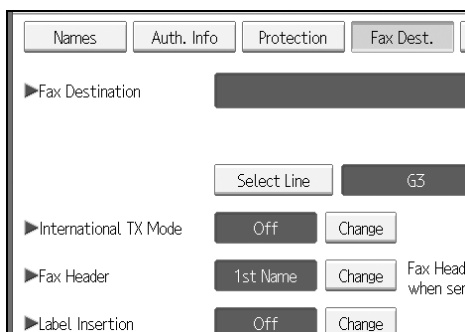 Names Auth. Info Protection Fax Dest.
▶Fax Destination
Select Line G3
▶International TX Mode Off Change
▶Fax Header 1st Name Change Fax Head
when ser
▶Label Insertion Off Change